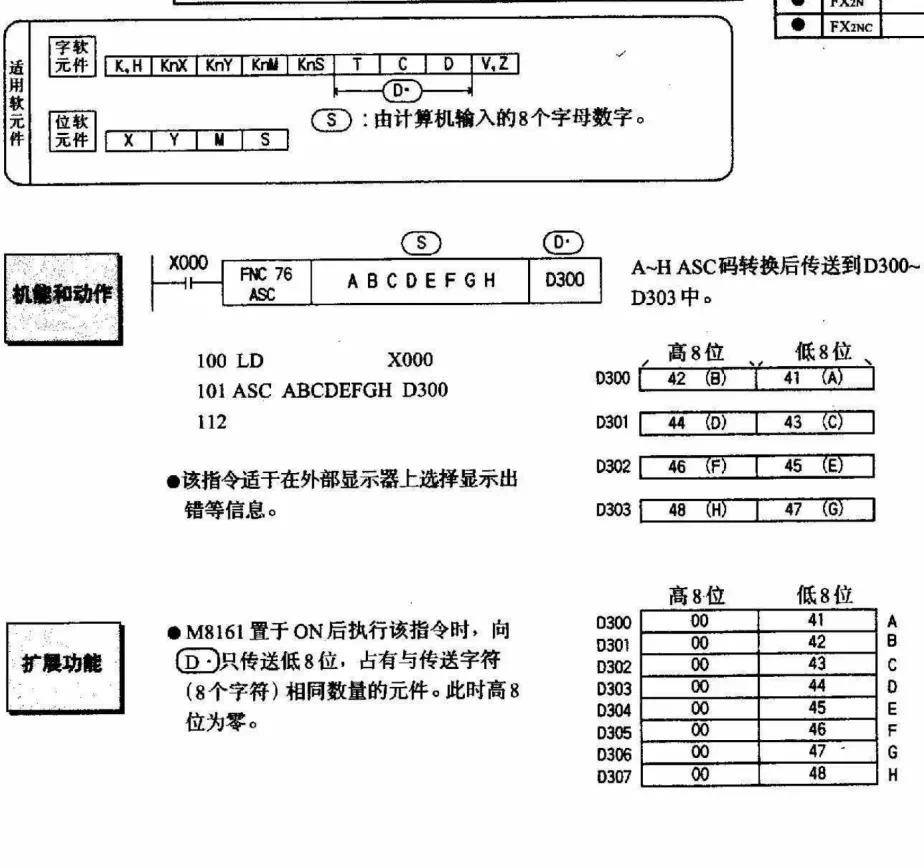 ● FX2N
● FX2NC
适用软元件
字软元件 K,H KnX KnY KnM KnS T C D V,Z
D·
Ⓢ:由计算机输入的8个字母数字。
位软元件 X Y M S
机能和动作
S D·
X000 FNC 76 ASC A B C D E F G H D300
A~H ASC码转换后传送到D300~
D303中。
100 LD X000
101 ASC ABCDEFGH D300
112
●该指令适于在外部显示器上选择显示出
错等信息。
高8位 低8位
D300 42 (B) 41 (A)
D301 44 (D) 43 (C)
D302 46 (F) 45 (E)
D303 48 (H) 47 (G)
扩展功能
●M8161置于ON后执行该指令时，向
D·只传送低8位，占有与传送字符
(8个字符)相同数量的元件。此时高8
位为零。
高8位 低8位
D300 00 41 A
D301 00 42 B
D302 00 43 C
D303 00 44 D
D304 00 45 E
D305 00 46 F
D306 00 47 G
D307 00 48 H